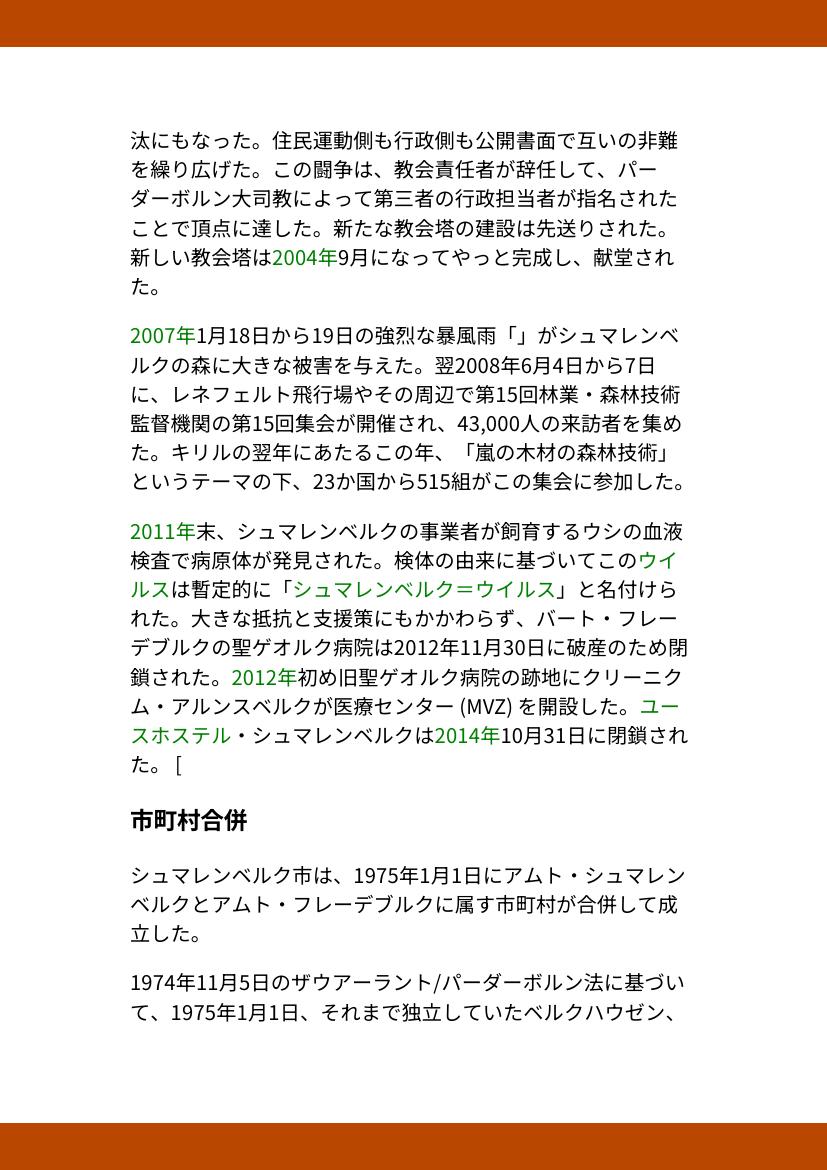 汰にもなった。住民運動側も行政側も公開書面で互いの非難
を繰り広げた。この闘争は、教会責任者が辞任して、パー
ダーボルン大司教によって第三者の行政担当者が指名された
ことで頂点に達した。新たな教会塔の建設は先送りされた。
新しい教会塔は2004年9月になってやっと完成し、献堂され
た。
2007年1月18日から19日の強烈な暴風雨「」がシュマレンベ
ルクの森に大きな被害を与えた。翌2008年6月4日から7日
に、レネフェルト飛行場やその周辺で第15回林業・森林技術
監督機関の第15回集会が開催され、43,000人の来訪者を集め
た。キリルの翌年にあたるこの年、「嵐の木材の森林技術」
というテーマの下、23か国から515組がこの集会に参加した。
2011年末、シュマレンベルクの事業者が飼育するウシの血液
検査で病原体が発見された。検体の由来に基づいてこのウイ
ルスは暫定的に「シュマレンベルク＝ウイルス」と名付けら
れた。大きな抵抗と支援策にもかかわらず、バート・フレー
デブルクの聖ゲオルク病院は2012年11月30日に破産のため閉
鎖された。2012年初め旧聖ゲオルク病院の跡地にクリーニク
ム・アルンスベルクが医療センター (MVZ) を開設した。ユー
スホステル・シュマレンベルクは2014年10月31日に閉鎖され
た。 [
市町村合併
シュマレンベルク市は、1975年1月1日にアムト・シュマレン
ベルクとアムト・フレーデブルクに属す市町村が合併して成
立した。
1974年11月5日のザウアーラント/パーダーボルン法に基づい
て、1975年1月1日、それまで独立していたベルクハウゼン、